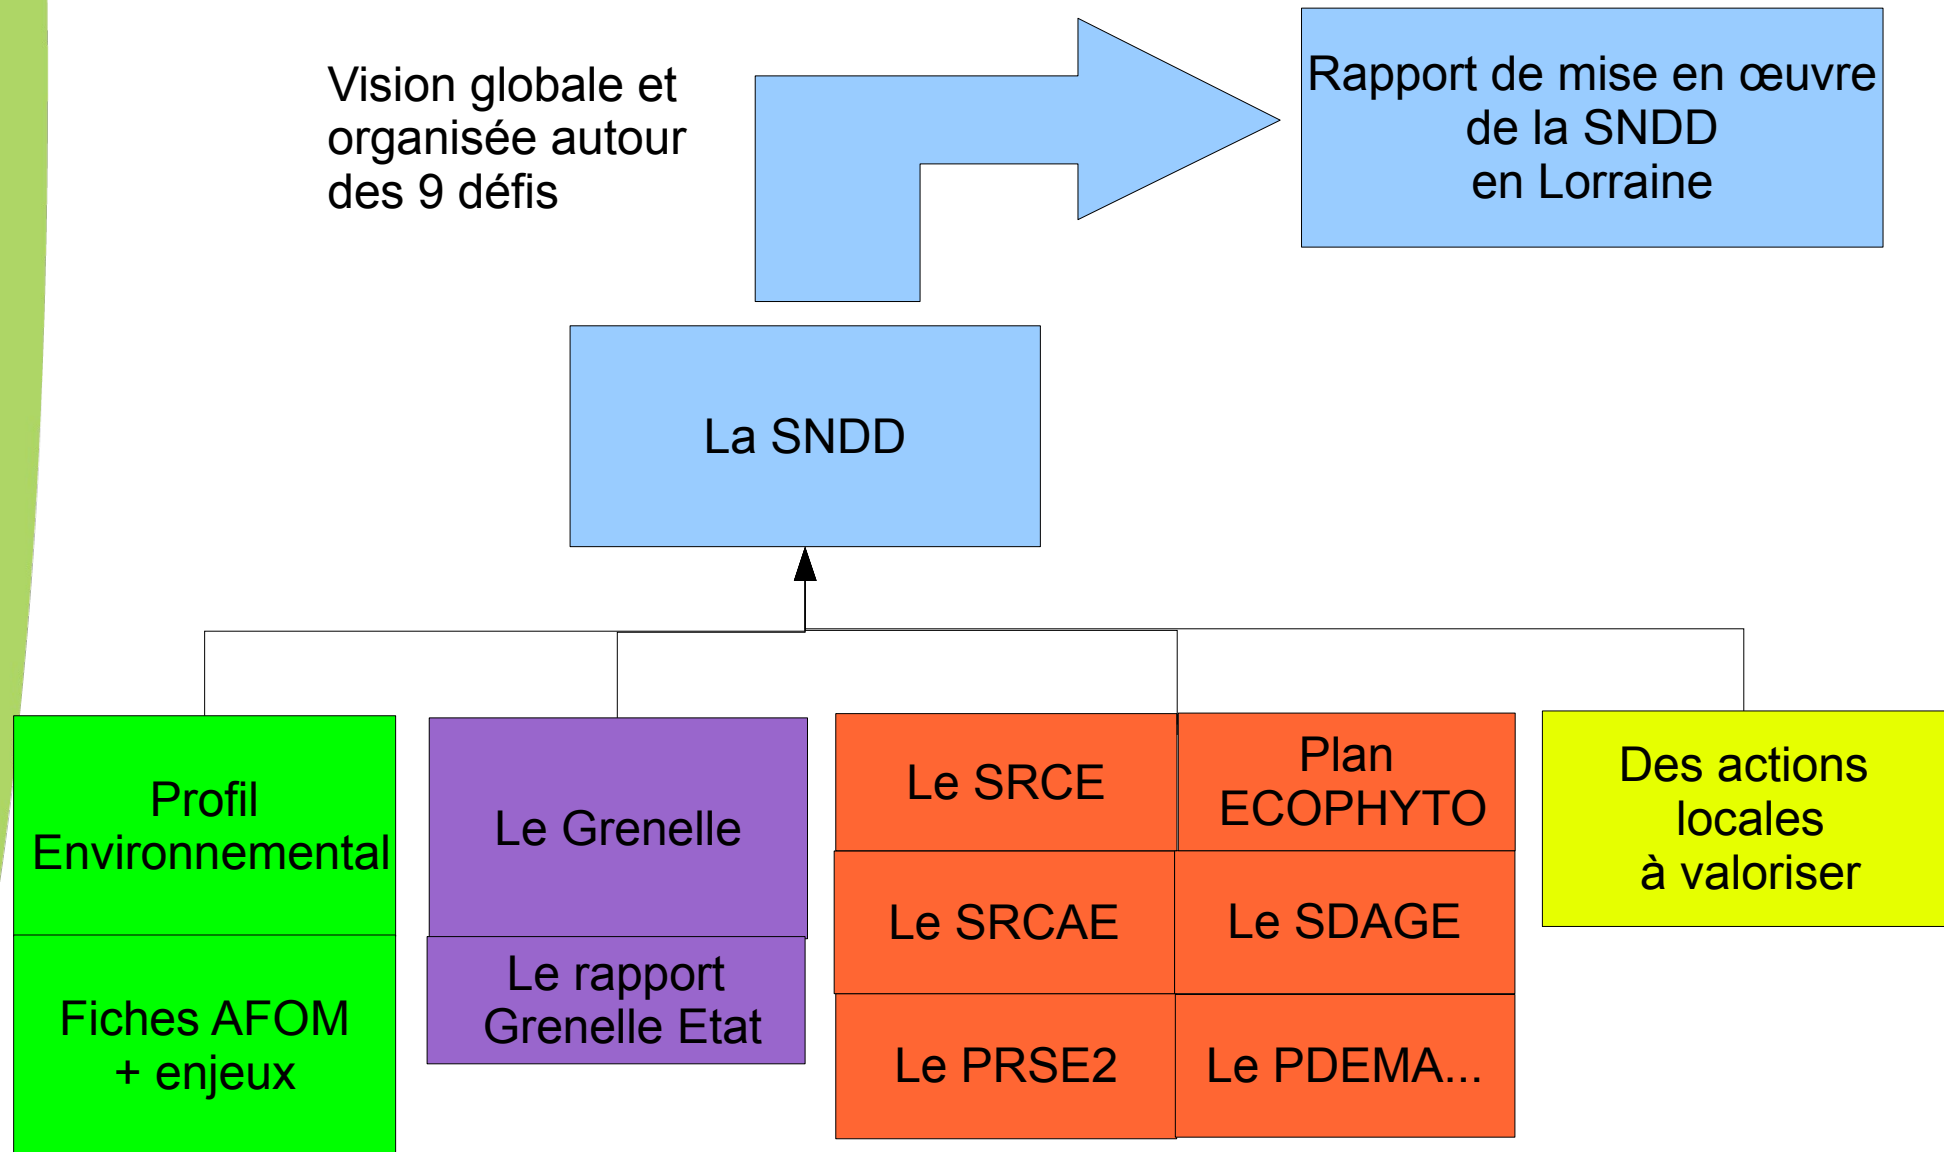 Vision globale et
organisée autour
des 9 défis
Rapport de mise en œuvre
de la SNDD
en Lorraine
La SNDD
Profil
Environnemental
Fiches AFOM
+ enjeux
Le Grenelle
Le rapport
Grenelle Etat
Le SRCE
Plan
ECOPHYTO
Le SRCAE
Le SDAGE
Le PRSE2
Le PDEMA...
Des actions
locales
à valoriser